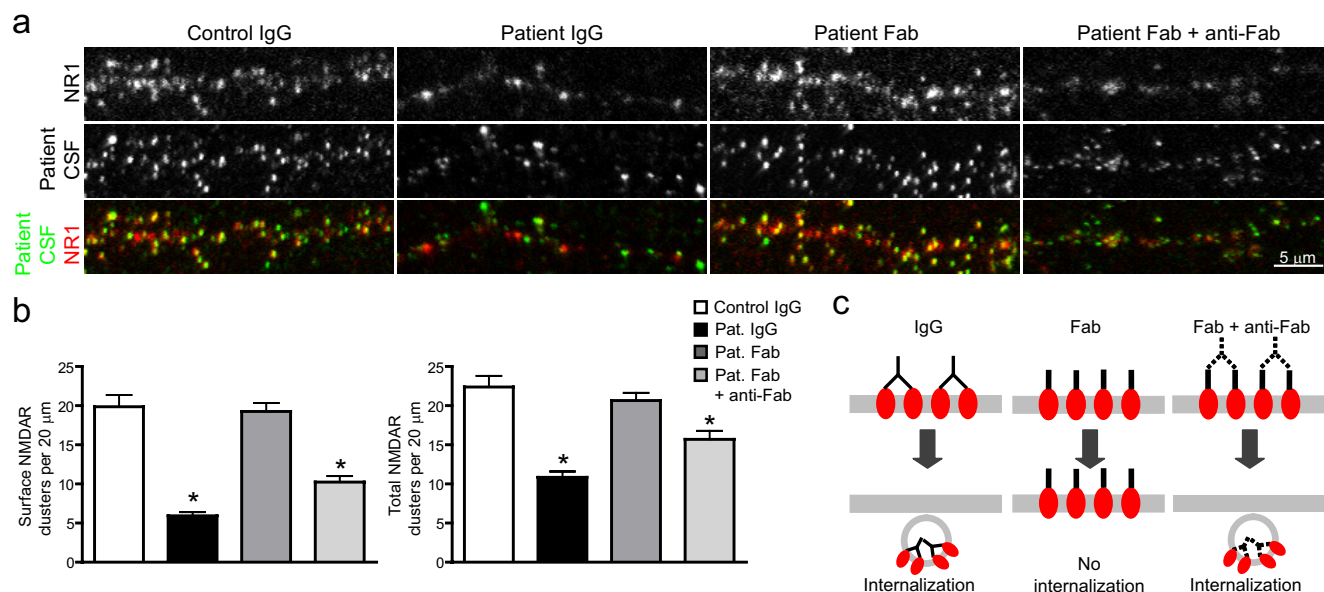 a
Control IgG
Patient IgG
Patient Fab
Patient Fab + anti-Fab
NR1
Patient
CSF
Patient
CSF
NR1
5 μm
b
Control IgG
Pat. IgG
Pat. Fab
Pat. Fab
+ anti-Fab
Surface NMDAR
clusters per 20 μm
25
20
15
10
5
0
*
*
Total NMDAR
clusters per 20 μm
25
20
15
10
5
0
*
*
c
IgG
Fab
Fab + anti-Fab
Internalization
No
internalization
Internalization